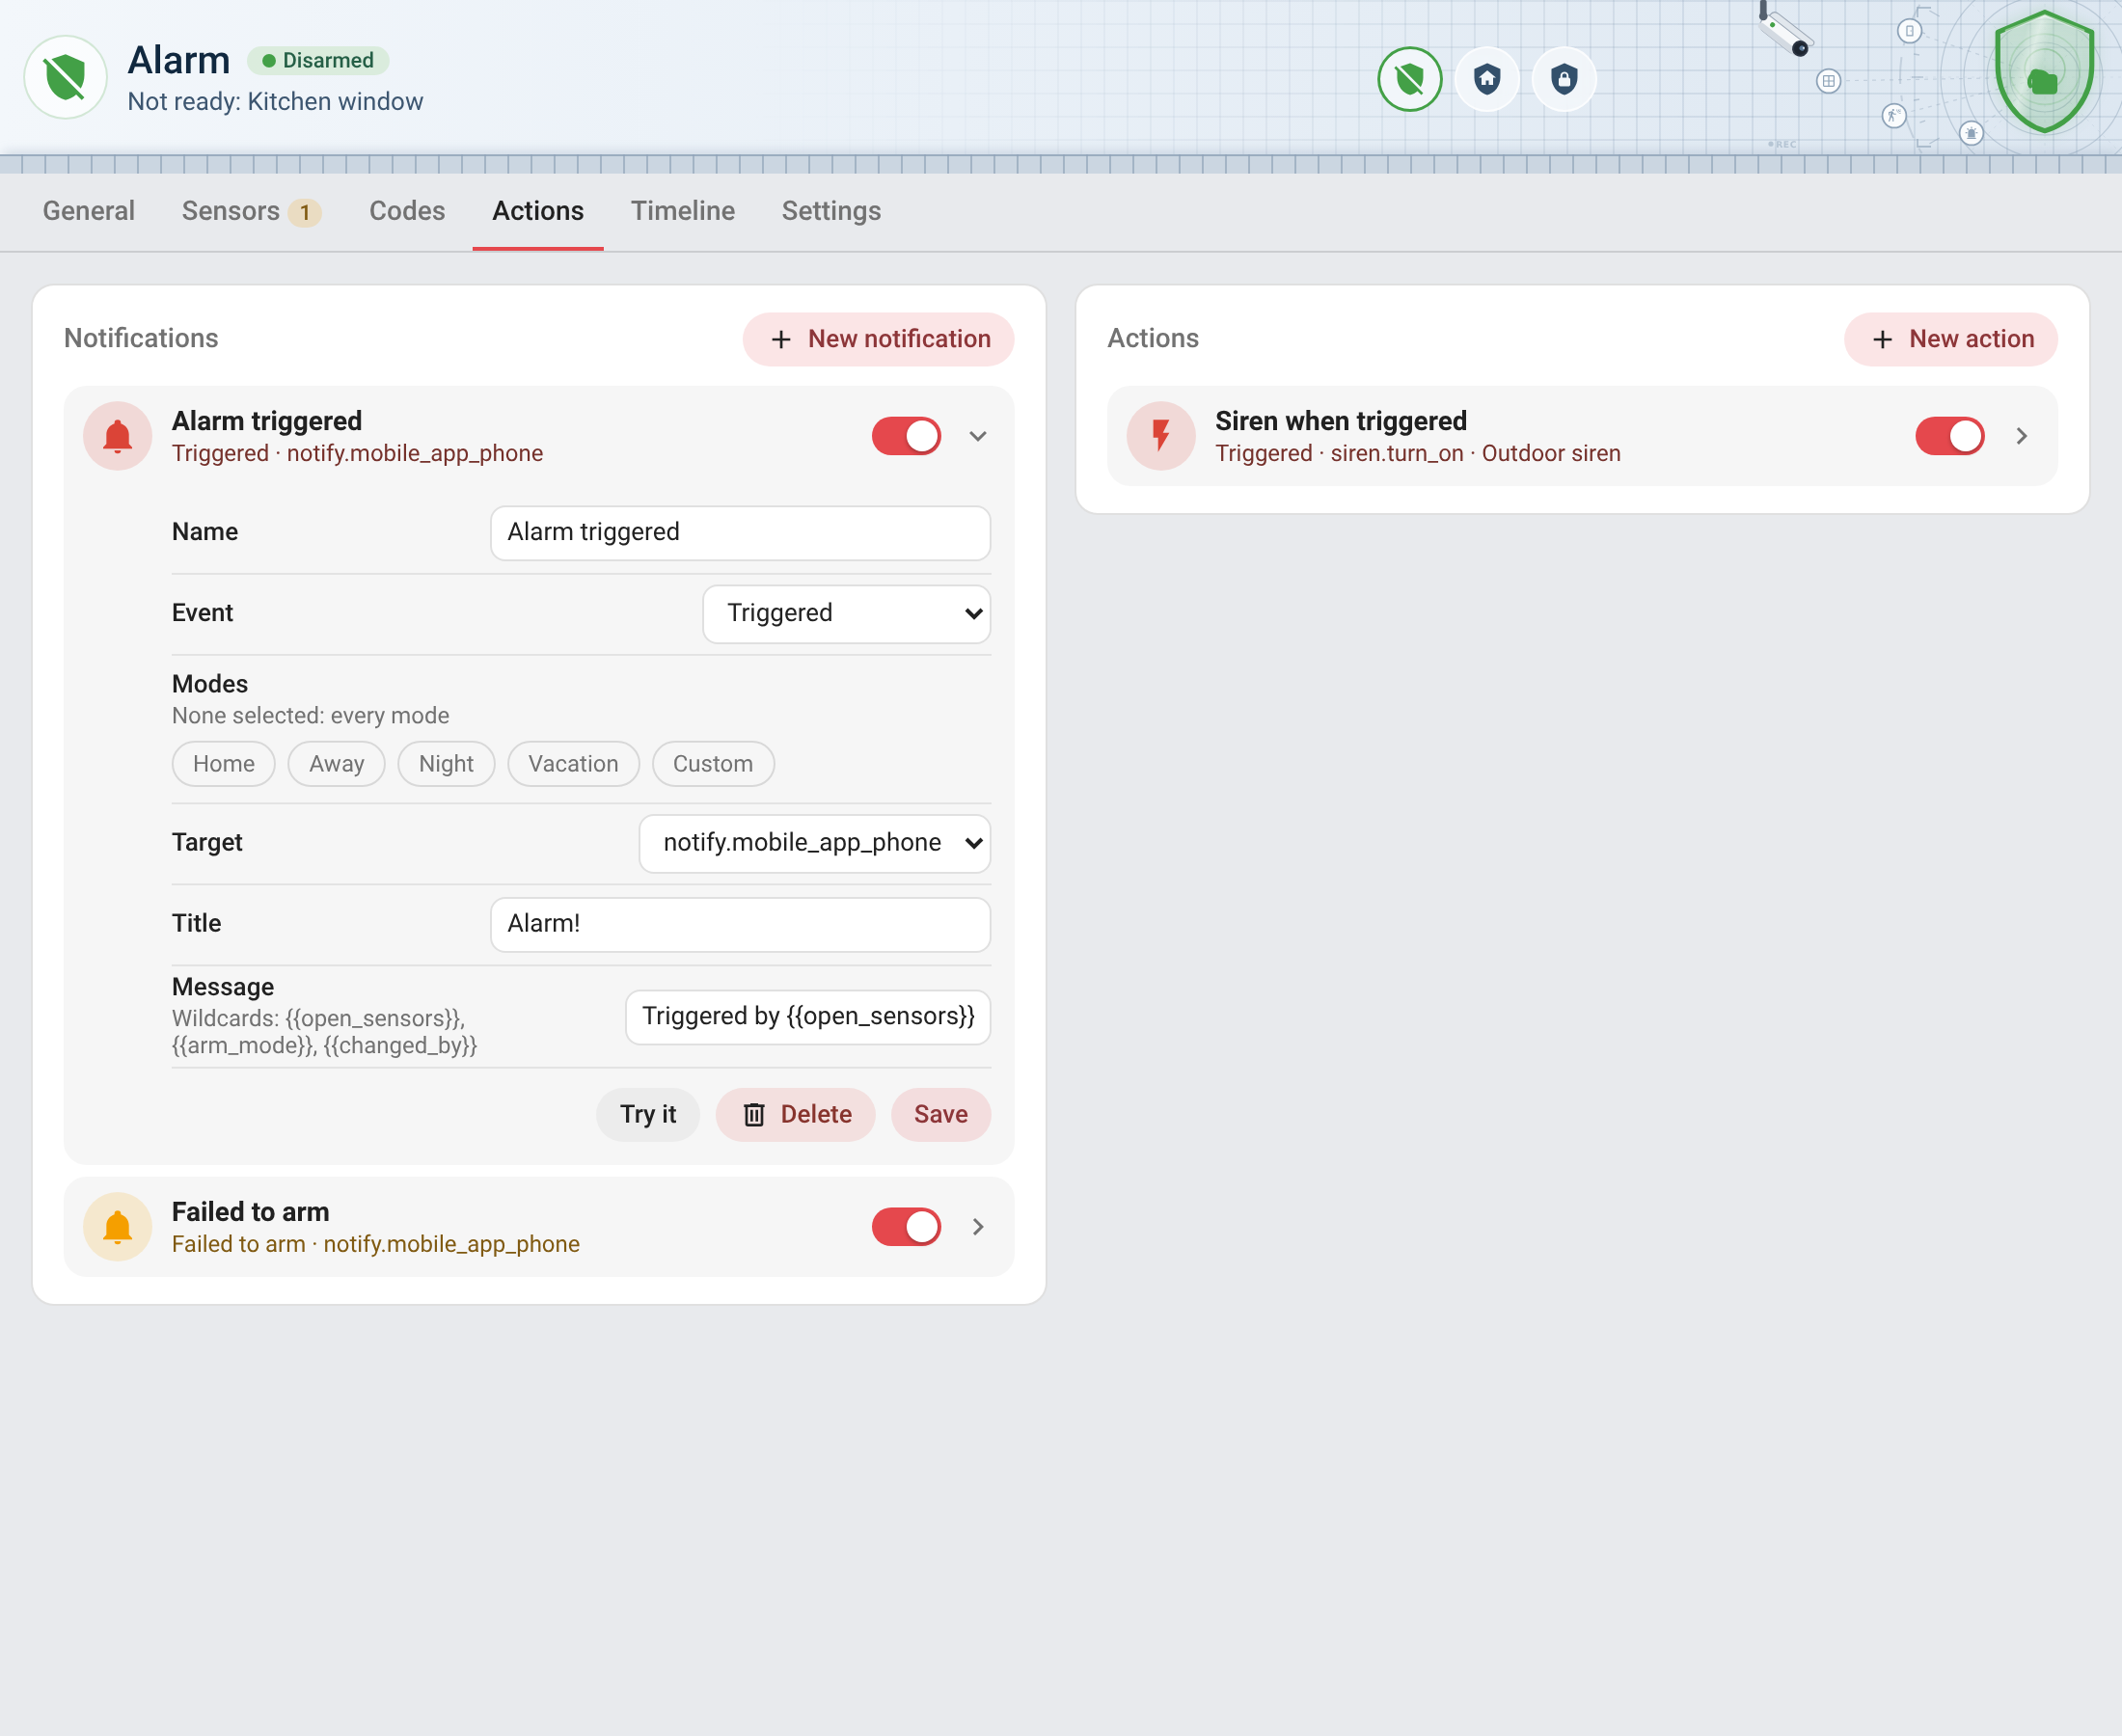 Alarm
Disarmed
Not ready: Kitchen window
REC
General
Sensors 1
Codes
Actions
Timeline
Settings
Notifications
New notification
Alarm triggered
Triggered · notify.mobile_app_phone
Name
Alarm triggered
Event
Triggered
Modes
None selected: every mode
Home
Away
Night
Vacation
Custom
Target
notify.mobile_app_phone
Title
Alarm!
Message
Wildcards: {{open_sensors}},
{{arm_mode}}, {{changed_by}}
Triggered by {{open_sensors}}
Try it
Delete
Save
Failed to arm
Failed to arm · notify.mobile_app_phone
Actions
New action
Siren when triggered
Triggered · siren.turn_on · Outdoor siren